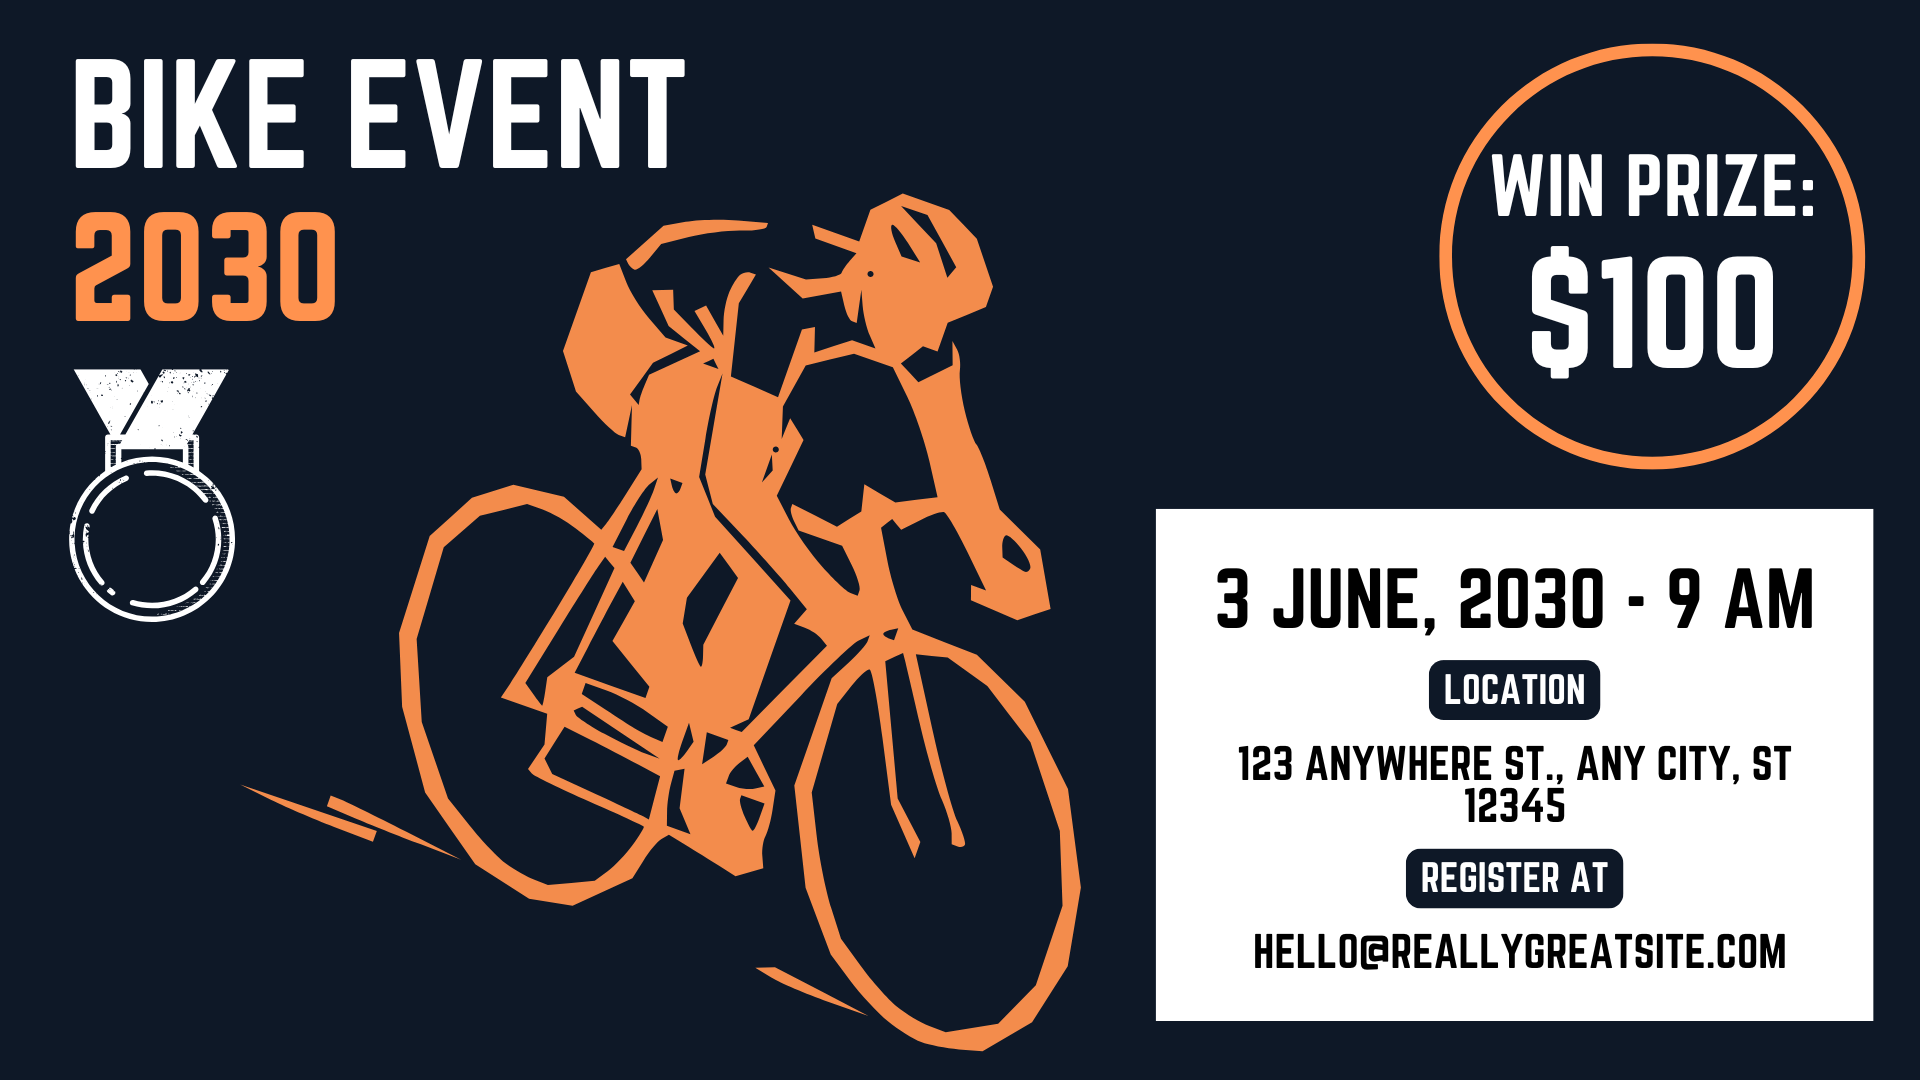 BIKE EVENT
2030
WIN PRIZE:
$100
3 JUNE, 2030 - 9 AM
LOCATION
123 ANYWHERE ST., ANY CITY, ST
12345
REGISTER AT
HELLO@REALLYGREATSITE.COM